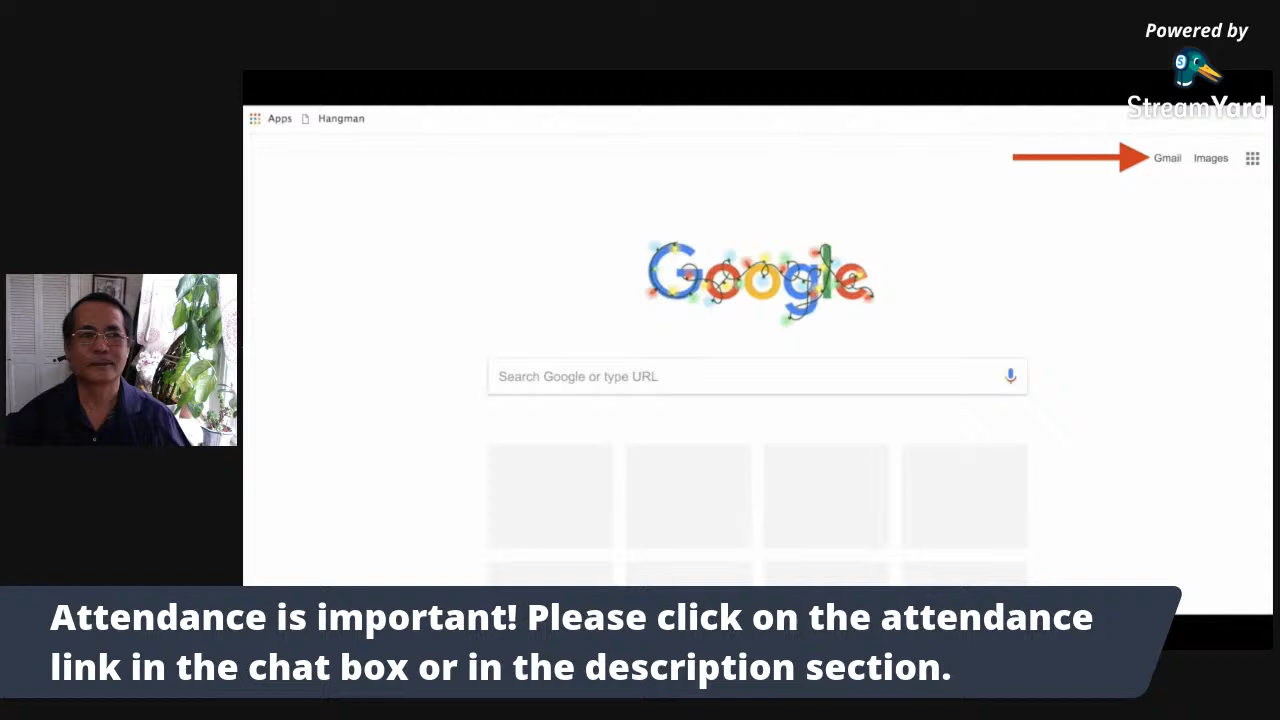 Powered by
StreamYard
Apps Hangman
Gmail Images
Google
Search Google or type URL
Attendance is important! Please click on the attendance
link in the chat box or in the description section.